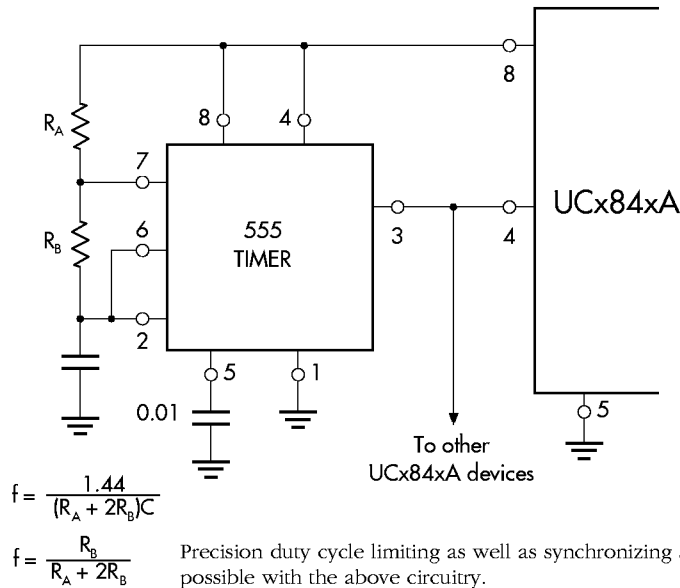 8
R_A
8
4
7
555
TIMER
UCx84xA
R_B
6
3
4
2
5
1
0.01
5
To other
UCx84xA devices
f = 1.44 / (R_A + 2R_B)C
f = R_B / R_A + 2R_B
Precision duty cycle limiting as well as synchronizing
possible with the above circuitry.